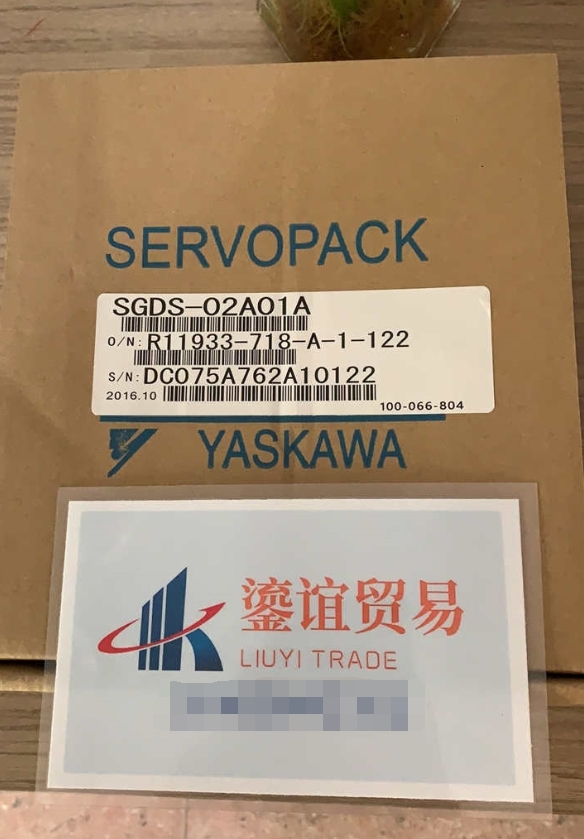 SERVOPACK
SGDS-02A01A
O/N: R11933-718-A-1-122
S/N: DC075A762A10122
2016.10
100-066-804
YASKAWA
鎏谊贸易
LIUYI TRADE